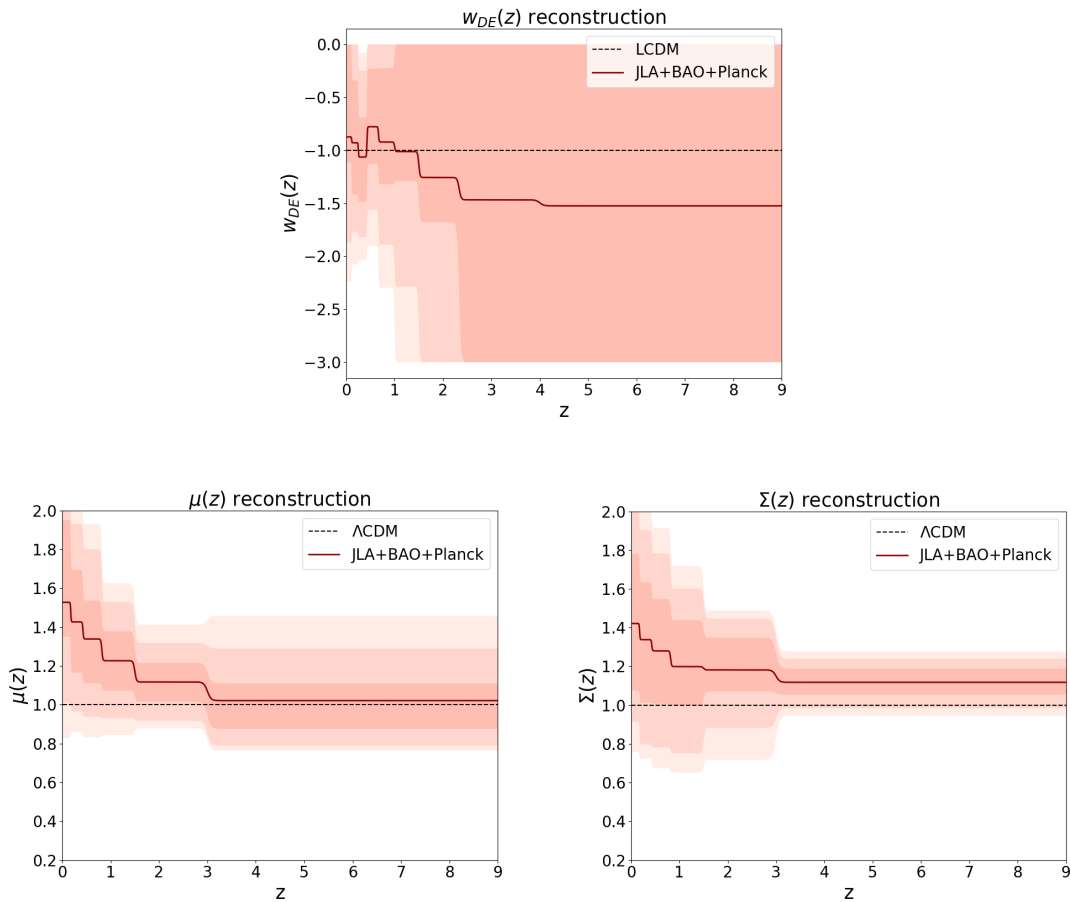 w_DE(z) reconstruction
LCDM
JLA+BAO+Planck
w_DE(z)
0.0
−0.5
−1.0
−1.5
−2.0
−2.5
−3.0
0 1 2 3 4 5 6 7 8 9
z
μ(z) reconstruction
ΛCDM
JLA+BAO+Planck
μ(z)
2.0
1.8
1.6
1.4
1.2
1.0
0.8
0.6
0.4
0.2
0 1 2 3 4 5 6 7 8 9
z
Σ(z) reconstruction
ΛCDM
JLA+BAO+Planck
Σ(z)
2.0
1.8
1.6
1.4
1.2
1.0
0.8
0.6
0.4
0.2
0 1 2 3 4 5 6 7 8 9
z